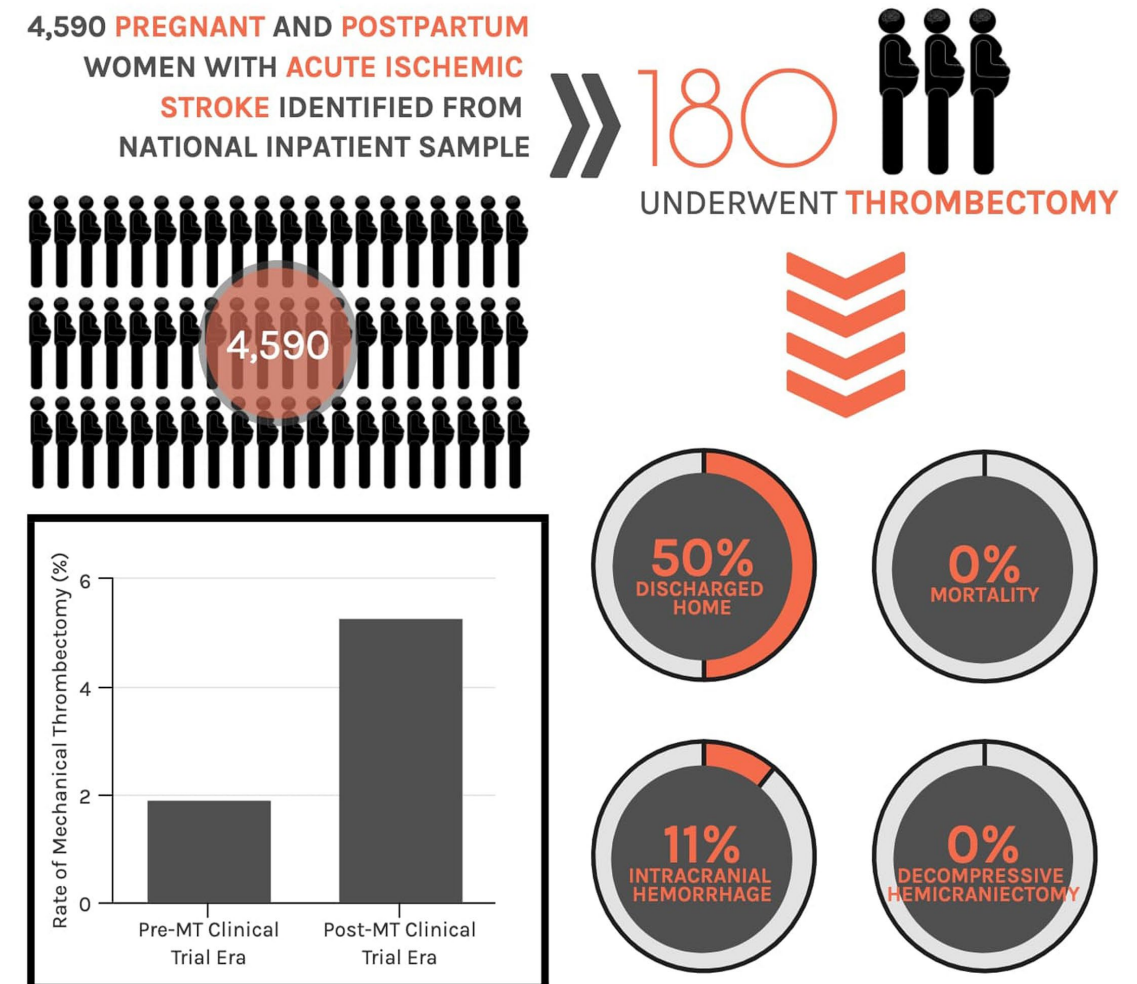 4,590 PREGNANT AND POSTPARTUM
WOMEN WITH ACUTE ISCHEMIC
STROKE IDENTIFIED FROM
NATIONAL INPATIENT SAMPLE
180
UNDERWENT THROMBECTOMY
4,590
50%
DISCHARGED
HOME
0%
MORTALITY
11%
INTRACRANIAL
HEMORRHAGE
0%
DECOMPRESSIVE
HEMICRANIECTOMY
Rate of Mechanical Thrombectomy (%)
6
4
2
0
Pre-MT Clinical
Trial Era
Post-MT Clinical
Trial Era